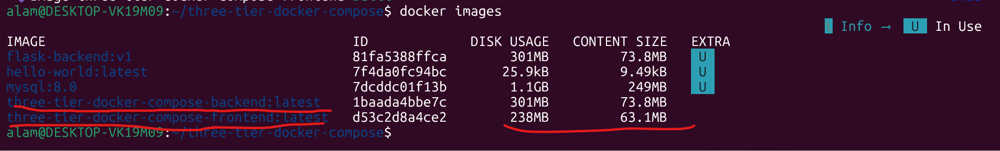 alam@DESKTOP-VK19M09:~/three-tier-docker-compose$ docker images
i Info → U In Use
IMAGE ID DISK USAGE CONTENT SIZE EXTRA
flask-backend:v1 81fa5388ffca 301MB 73.8MB U
hello-world:latest 7f4da0fc94bc 25.9kB 9.49kB U
mysql:8.0 7dcddc01f13b 1.1GB 249MB U
three-tier-docker-compose-backend:latest 1baada4bbe7c 301MB 73.8MB
three-tier-docker-compose-frontend:latest d53c2d8a4ce2 238MB 63.1MB
alam@DESKTOP-VK19M09:~/three-tier-docker-compose$